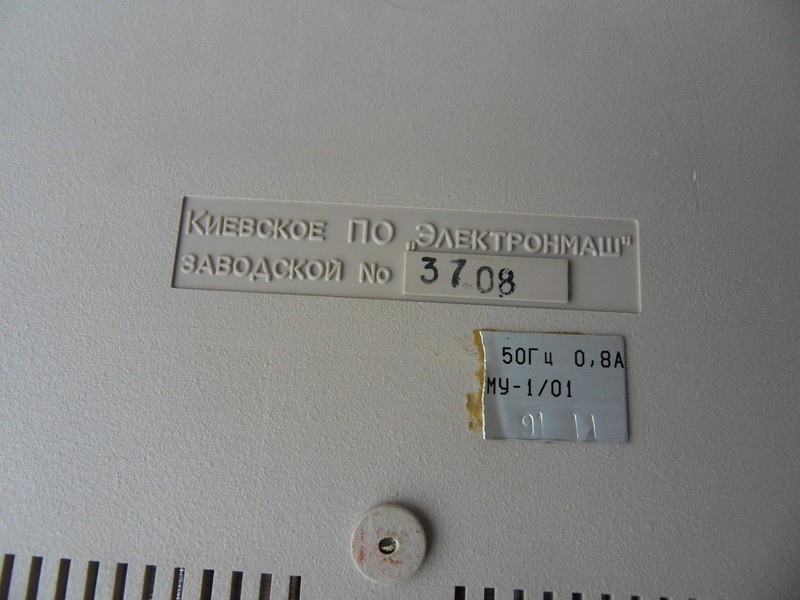 Киевское ПО „Электронмаш"
заводской No 3708
50Гц 0,8А
МУ-1/01
91 11